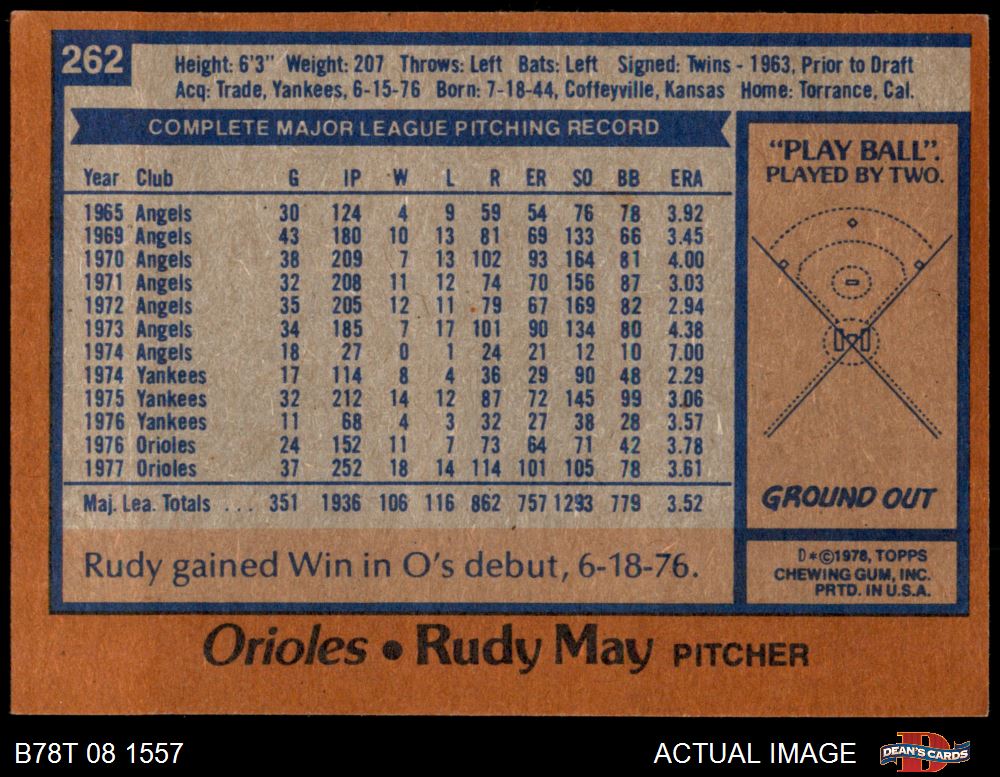 262
Height: 6'3" Weight: 207 Throws: Left Bats: Left Signed: Twins - 1963, Prior to Draft
Acq: Trade, Yankees, 6-15-76 Born: 7-18-44, Coffeyville, Kansas Home: Torrance, Cal.
COMPLETE MAJOR LEAGUE PITCHING RECORD
Year Club G IP W L R ER SO BB ERA
1965 Angels 30 124 4 9 59 54 76 78 3.92
1969 Angels 43 180 10 13 81 69 133 66 3.45
1970 Angels 38 209 7 13 102 93 164 81 4.00
1971 Angels 32 208 11 12 74 70 156 87 3.03
1972 Angels 35 205 12 11 79 67 169 82 2.94
1973 Angels 34 185 7 17 101 90 134 80 4.38
1974 Angels 18 27 0 1 24 21 12 10 7.00
1974 Yankees 17 114 8 4 36 29 90 48 2.29
1975 Yankees 32 212 14 12 87 72 145 99 3.06
1976 Yankees 11 68 4 3 32 27 38 28 3.57
1976 Orioles 24 152 11 7 73 64 71 42 3.78
1977 Orioles 37 252 18 14 114 101 105 78 3.61
Maj. Lea. Totals ... 351 1936 106 116 862 757 1293 779 3.52
Rudy gained Win in O's debut, 6-18-76.
"PLAY BALL".
PLAYED BY TWO.
GROUND OUT
D*©1978, TOPPS
CHEWING GUM, INC.
PRTD. IN U.S.A.
Orioles • Rudy May PITCHER
B78T 08 1557
ACTUAL IMAGE
DEAN'S CARDS